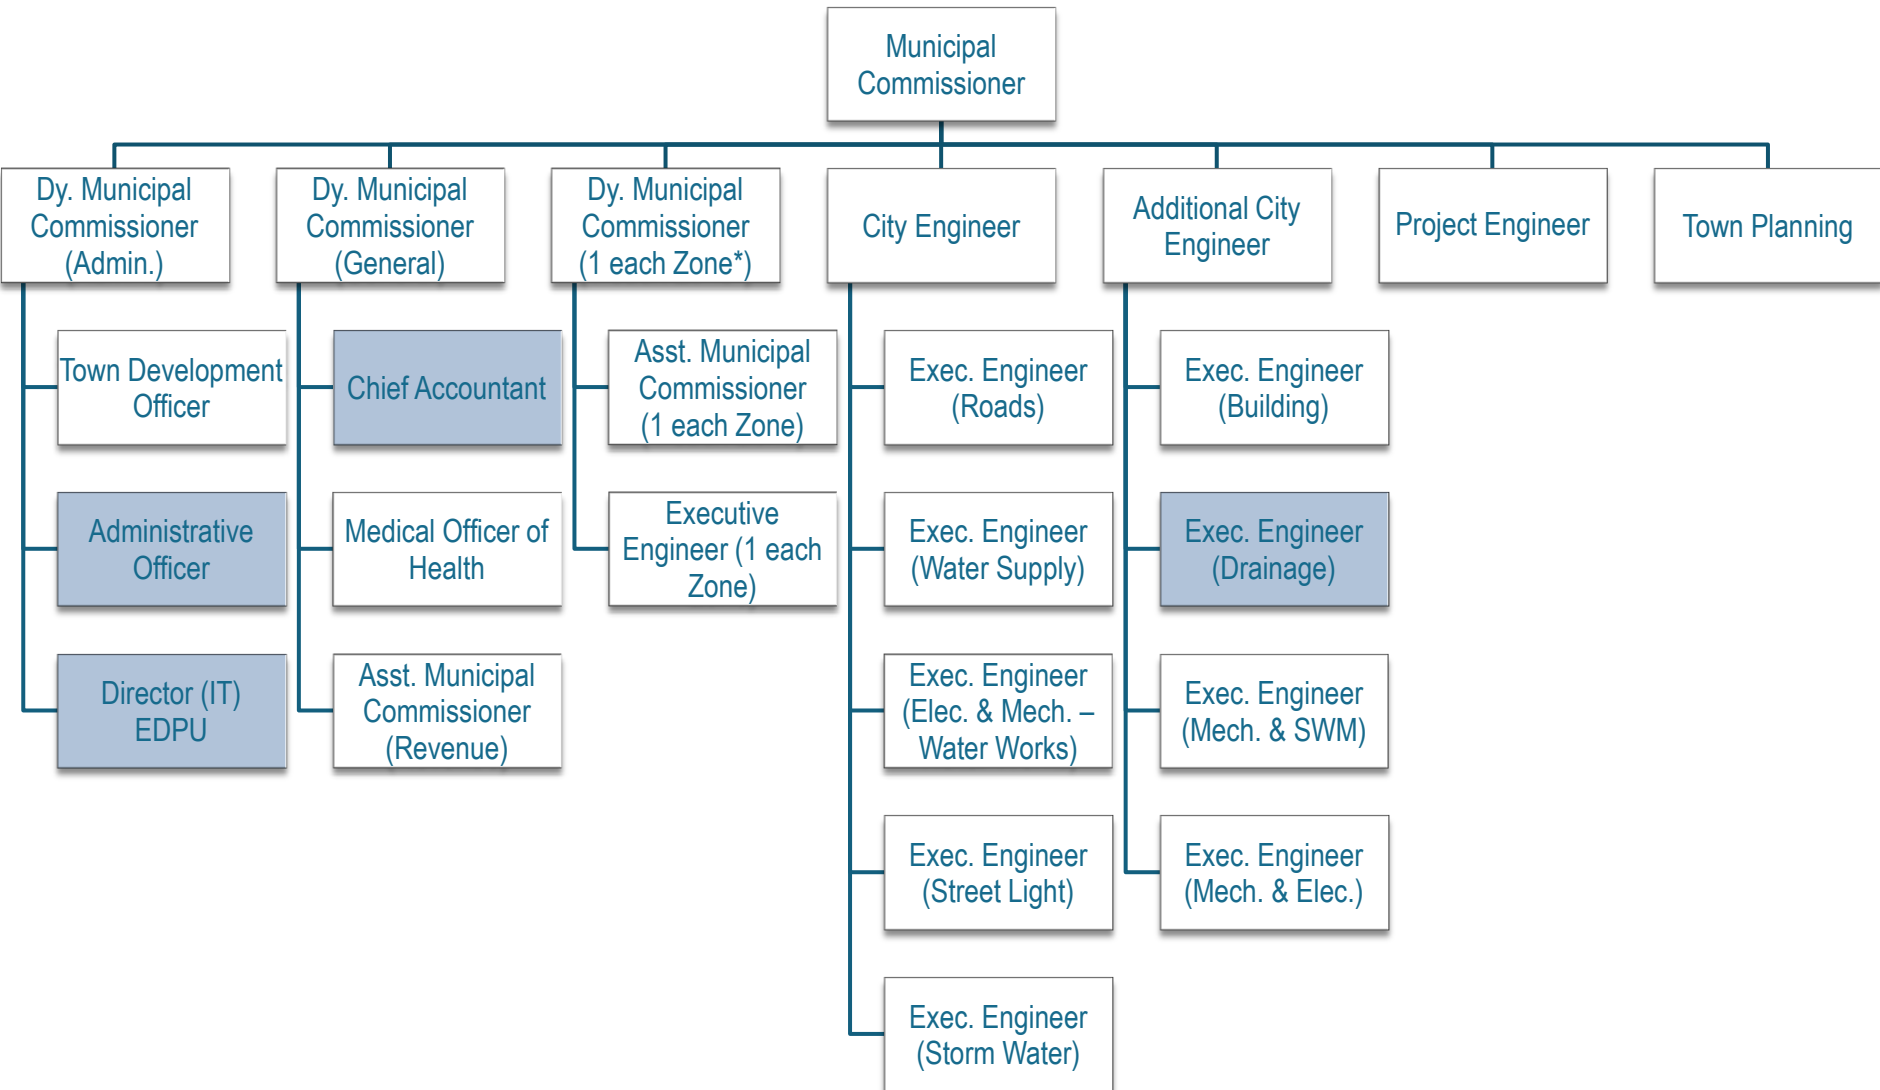 Municipal
Commissioner
Dy. Municipal
Commissioner
(Admin.)
Dy. Municipal
Commissioner
(General)
Dy. Municipal
Commissioner
(1 each Zone*)
City Engineer
Additional City
Engineer
Project Engineer
Town Planning
Town Development
Officer
Administrative
Officer
Director (IT)
EDPU
Chief Accountant
Medical Officer of
Health
Asst. Municipal
Commissioner
(Revenue)
Asst. Municipal
Commissioner
(1 each Zone)
Executive
Engineer (1 each
Zone)
Exec. Engineer
(Roads)
Exec. Engineer
(Water Supply)
Exec. Engineer
(Elec. & Mech. –
Water Works)
Exec. Engineer
(Street Light)
Exec. Engineer
(Storm Water)
Exec. Engineer
(Building)
Exec. Engineer
(Drainage)
Exec. Engineer
(Mech. & SWM)
Exec. Engineer
(Mech. & Elec.)